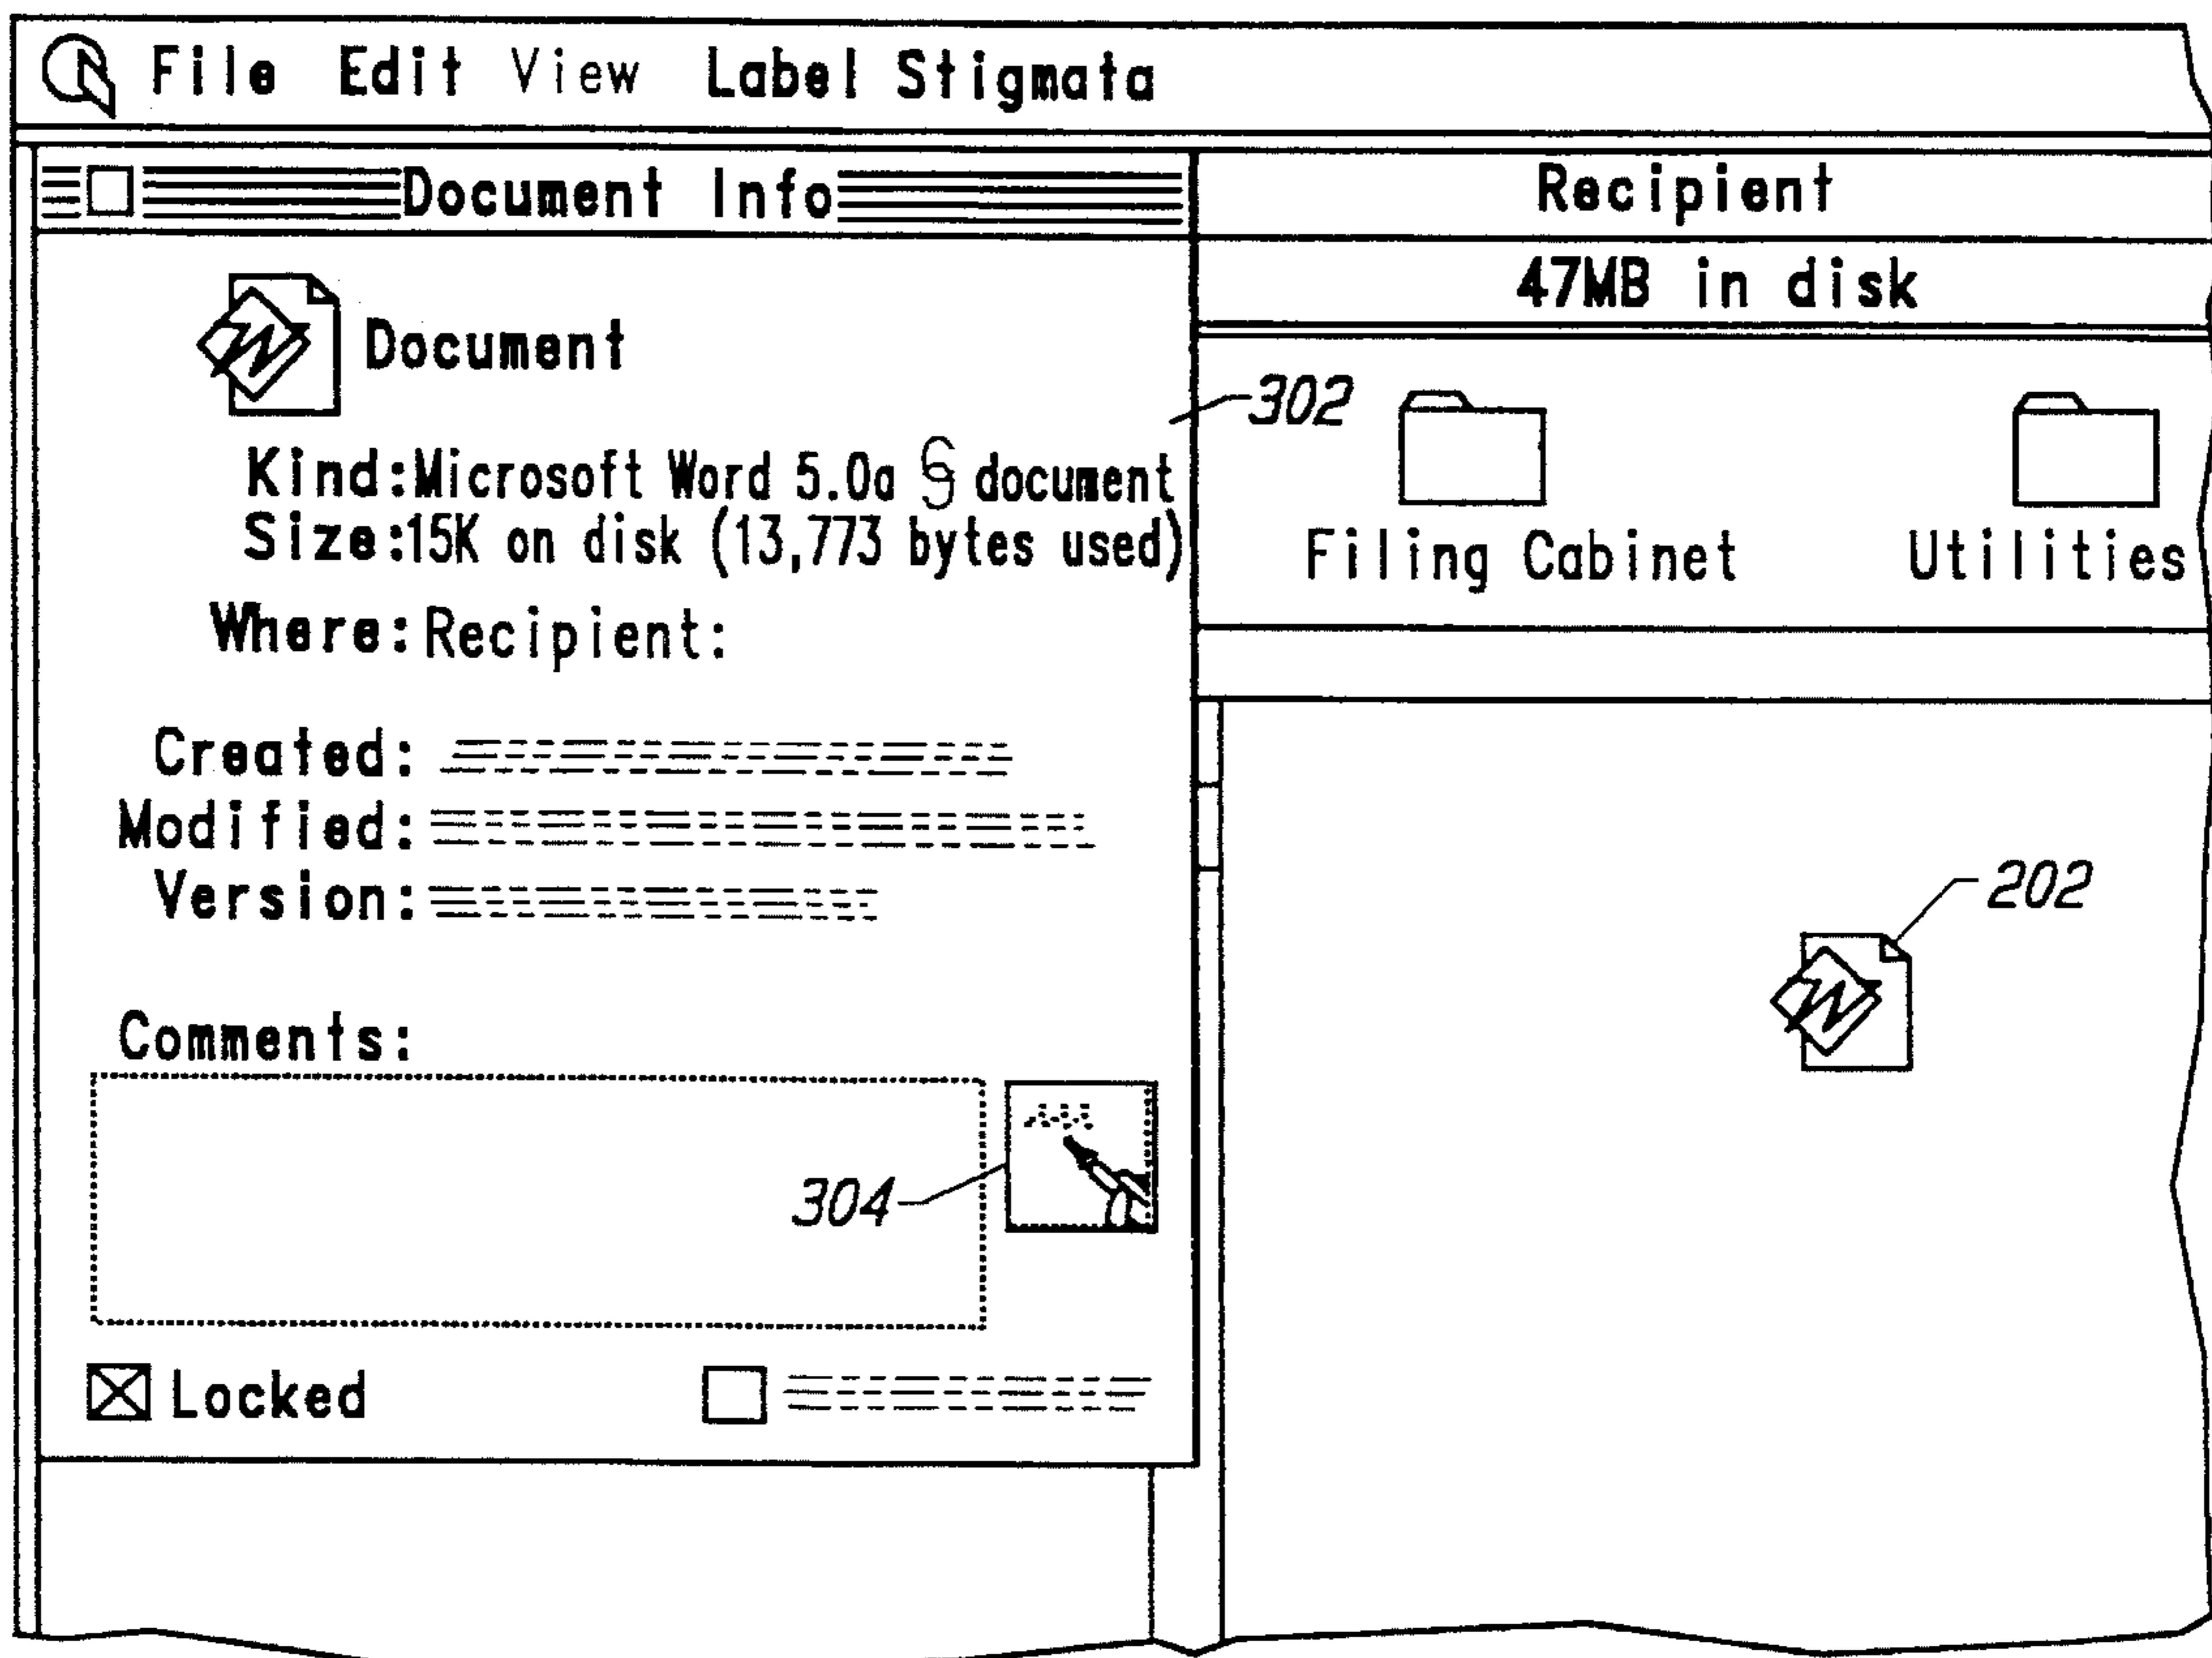 File Edit View Label Stigmata
Document Info
Recipient
47MB in disk
Document
302
Kind:Microsoft Word 5.0a § document
Size:15K on disk (13,773 bytes used)
Filing Cabinet
Utilities
Where:Recipient:
Created:
Modified:
Version:
202
Comments:
304
Locked